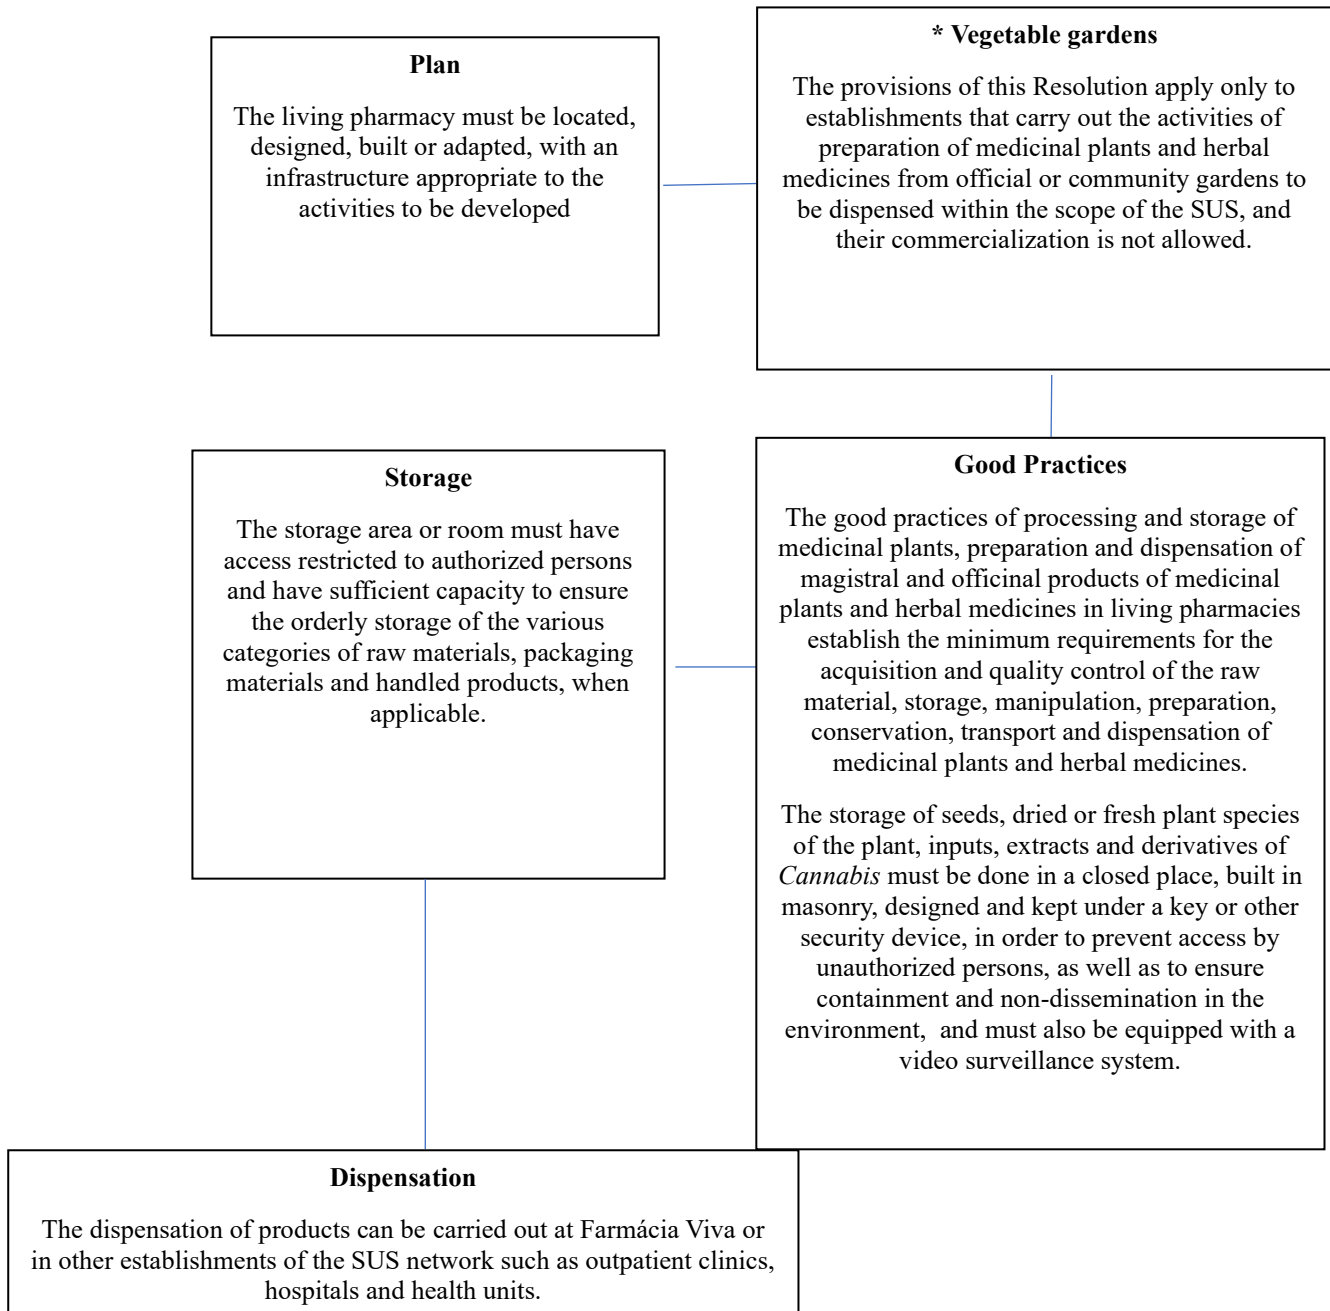 Plan
The living pharmacy must be located,
designed, built or adapted, with an
infrastructure appropriate to the
activities to be developed
* Vegetable gardens
The provisions of this Resolution apply only to
establishments that carry out the activities of
preparation of medicinal plants and herbal
medicines from official or community gardens to
be dispensed within the scope of the SUS, and
their commercialization is not allowed.
Storage
The storage area or room must have
access restricted to authorized persons
and have sufficient capacity to ensure
the orderly storage of the various
categories of raw materials, packaging
materials and handled products, when
applicable.
Good Practices
The good practices of processing and storage of
medicinal plants, preparation and dispensation of
magistral and officinal products of medicinal
plants and herbal medicines in living pharmacies
establish the minimum requirements for the
acquisition and quality control of the raw
material, storage, manipulation, preparation,
conservation, transport and dispensation of
medicinal plants and herbal medicines.
The storage of seeds, dried or fresh plant species
of the plant, inputs, extracts and derivatives of
Cannabis must be done in a closed place, built in
masonry, designed and kept under a key or other
security device, in order to prevent access by
unauthorized persons, as well as to ensure
containment and non-dissemination in the
environment, and must also be equipped with a
video surveillance system.
Dispensation
The dispensation of products can be carried out at Farmácia Viva or
in other establishments of the SUS network such as outpatient clinics,
hospitals and health units.